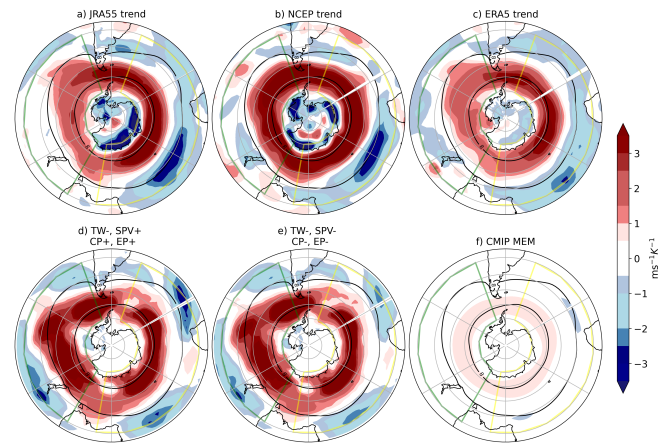 a) JRA55 trend
b) NCEP trend
c) ERA5 trend
d) TW-, SPV+
CP+, EP+
e) TW-, SPV-
CP-, EP-
f) CMIP MEM
3
2
1
0
−1
−2
−3
ms⁻¹K⁻¹